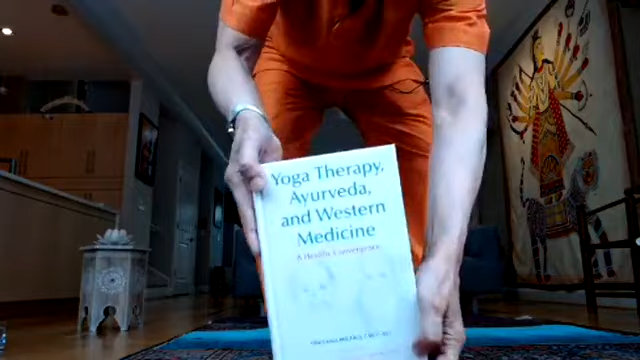 Yoga Therapy,
Ayurveda,
and Western
Medicine
A Healthy Convergence